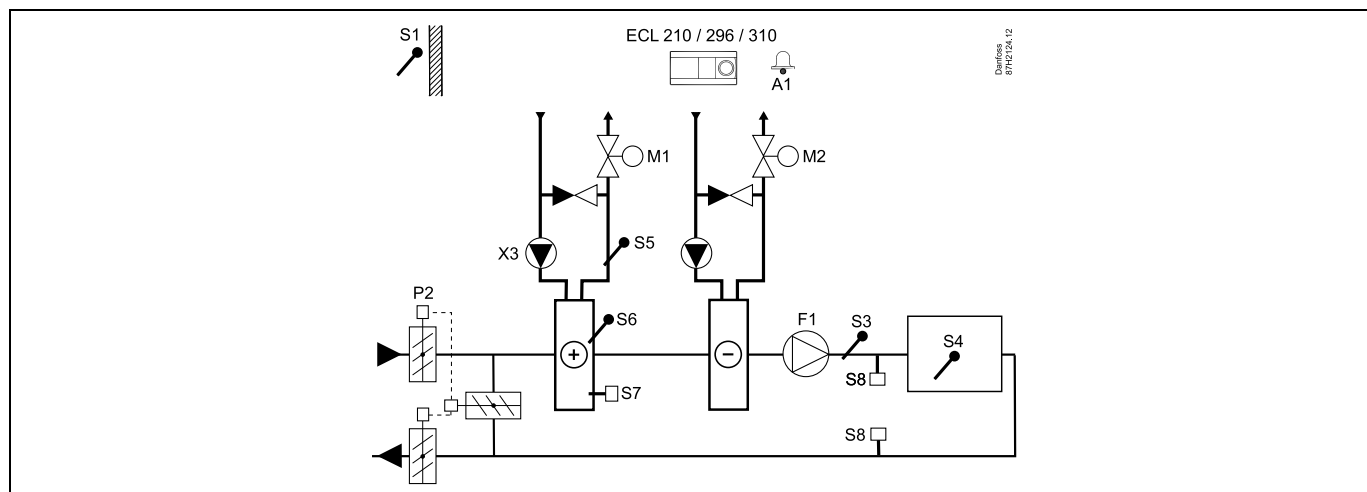 S1
ECL 210 / 296 / 310
A1
Danfoss
87H2124.12
M1
M2
X3
S5
P2
S6
F1
S3
S4
S7
S8
S8